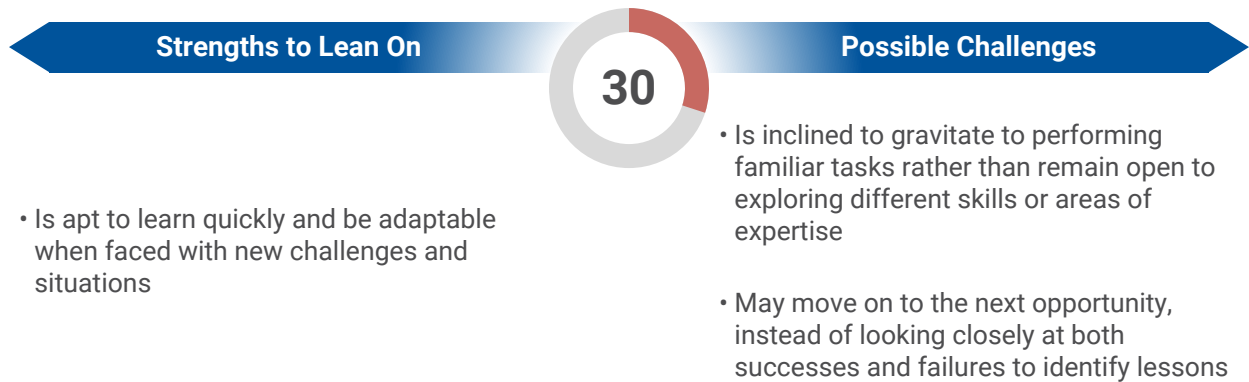 Strengths to Lean On
30
Possible Challenges
• Is apt to learn quickly and be adaptable
when faced with new challenges and
situations
• Is inclined to gravitate to performing
familiar tasks rather than remain open to
exploring different skills or areas of
expertise
• May move on to the next opportunity,
instead of looking closely at both
successes and failures to identify lessons